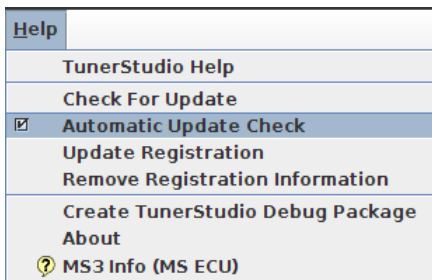 Help
TunerStudio Help
Check For Update
Automatic Update Check
Update Registration
Remove Registration Information
Create TunerStudio Debug Package
About
MS3 Info (MS ECU)